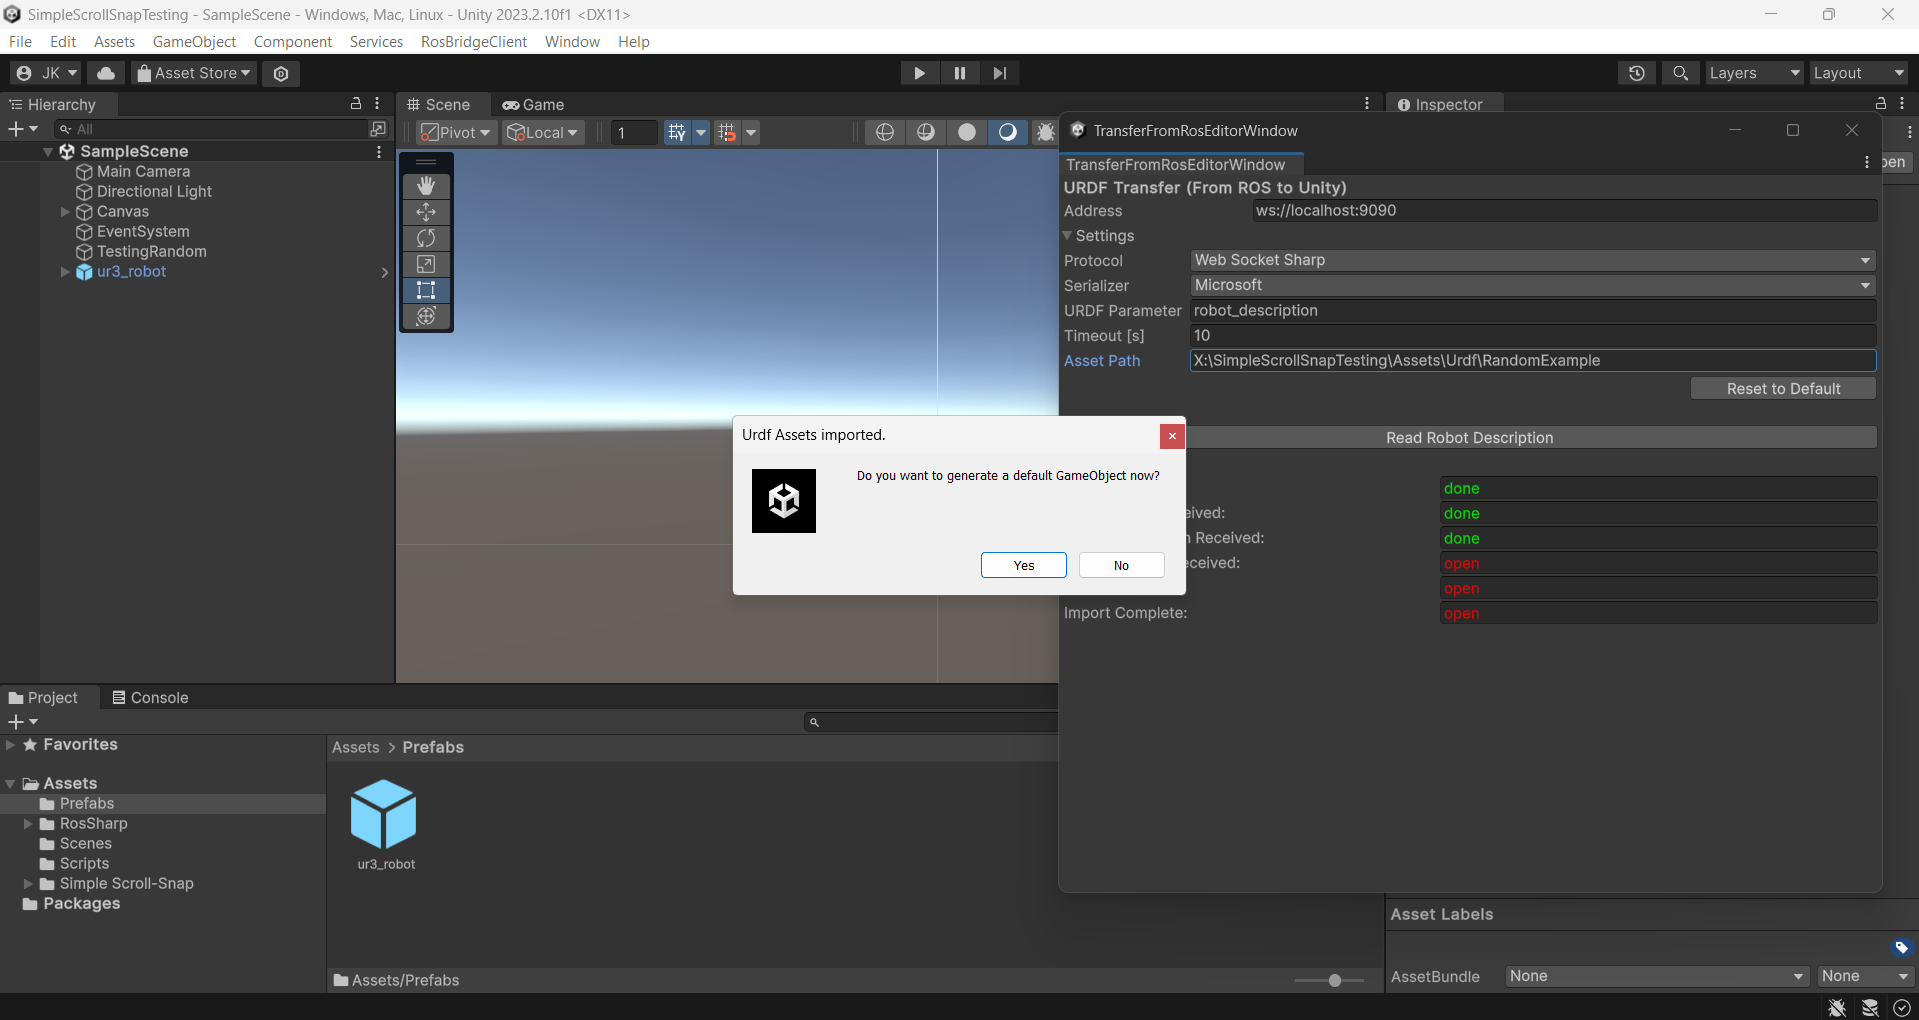 SimpleScrollSnapTesting - SampleScene - Windows, Mac, Linux - Unity 2023.2.10f1 <DX11>
File Edit Assets GameObject Component Services RosBridgeClient Window Help
JK Asset Store Layers Layout
Hierarchy Scene Game Inspector
All Pivot Local 1
SampleScene
Main Camera
Directional Light
Canvas
EventSystem
TestingRandom
ur3_robot
TransferFromRosEditorWindow
TransferFromRosEditorWindow
pen
URDF Transfer (From ROS to Unity)
Address ws://localhost:9090
Settings
Protocol Web Socket Sharp
Serializer Microsoft
URDF Parameter robot_description
Timeout [s] 10
Asset Path X:\SimpleScrollSnapTesting\Assets\Urdf\RandomExample
Reset to Default
Read Robot Description
Urdf Assets imported.
Do you want to generate a default GameObject now?
Yes No
done
eived: done
n Received: done
eceived: open
open
Import Complete: open
Project Console
Favorites
Assets
Prefabs
RosSharp
Scenes
Scripts
Simple Scroll-Snap
Packages
Assets > Prefabs
ur3_robot
Assets/Prefabs
Asset Labels
AssetBundle None None